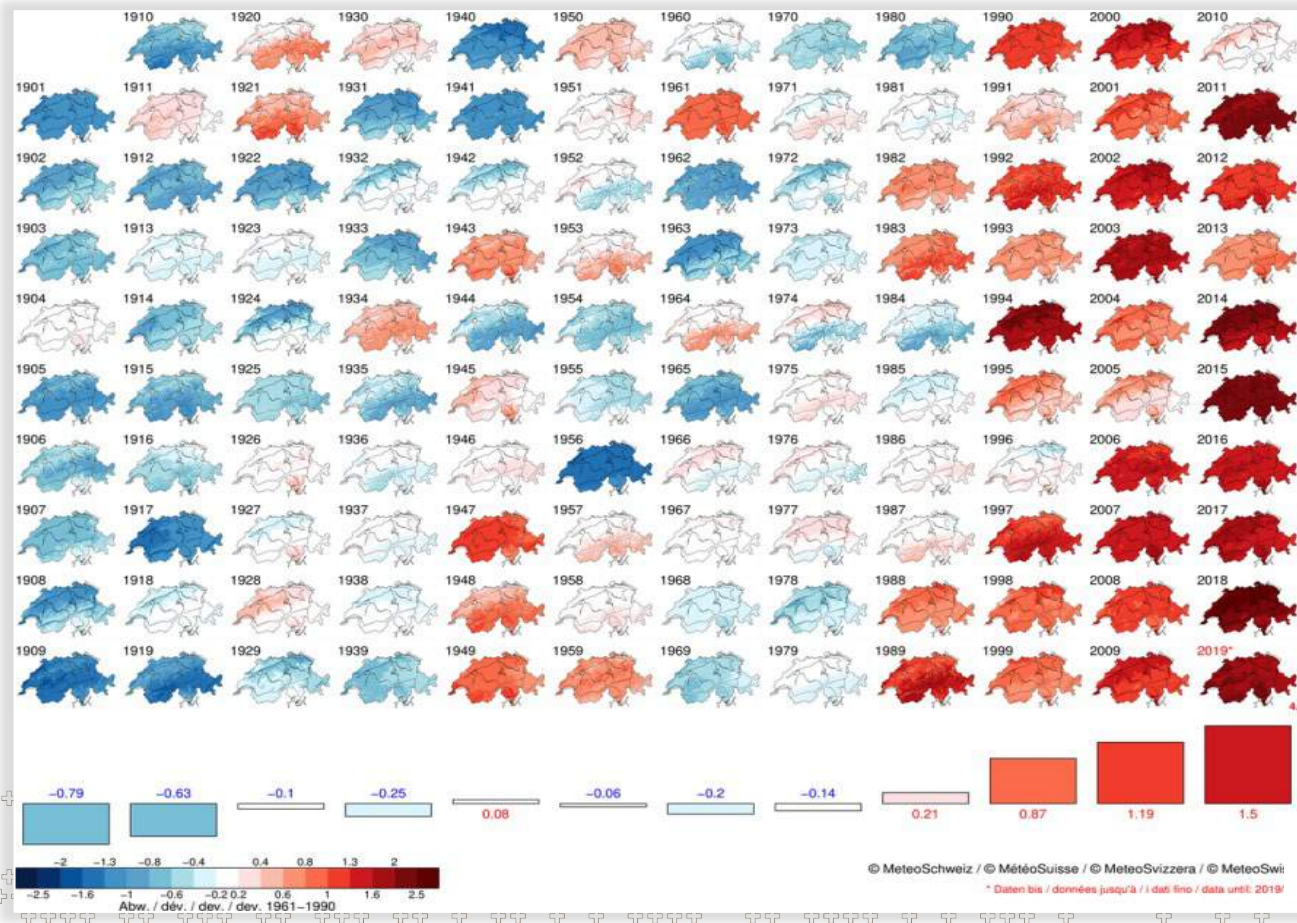 1910 1920 1930 1940 1950 1960 1970 1980 1990 2000 2010
1901 1911 1921 1931 1941 1951 1961 1971 1981 1991 2001 2011
1902 1912 1922 1932 1942 1952 1962 1972 1982 1992 2002 2012
1903 1913 1923 1933 1943 1953 1963 1973 1983 1993 2003 2013
1904 1914 1924 1934 1944 1954 1964 1974 1984 1994 2004 2014
1905 1915 1925 1935 1945 1955 1965 1975 1985 1995 2005 2015
1906 1916 1926 1936 1946 1956 1966 1976 1986 1996 2006 2016
1907 1917 1927 1937 1947 1957 1967 1977 1987 1997 2007 2017
1908 1918 1928 1938 1948 1958 1968 1978 1988 1998 2008 2018
1909 1919 1929 1939 1949 1959 1969 1979 1989 1999 2009 2019*
4.
−0.79 −0.63 −0.1 −0.25 0.08 −0.06 −0.2 −0.14 0.21 0.87 1.19 1.5
−2 −1.3 −0.8 −0.4 0.4 0.8 1.3 2
−2.5 −1.6 −1 −0.6 −0.2 0.2 0.6 1 1.6 2.5
Abw. / dév. / dev. / dev. 1961−1990
© MeteoSchweiz / © MétéoSuisse / © MeteoSvizzera / © MeteoSwis
* Daten bis / données jusqu'à / i dati fino / data until: 2019/